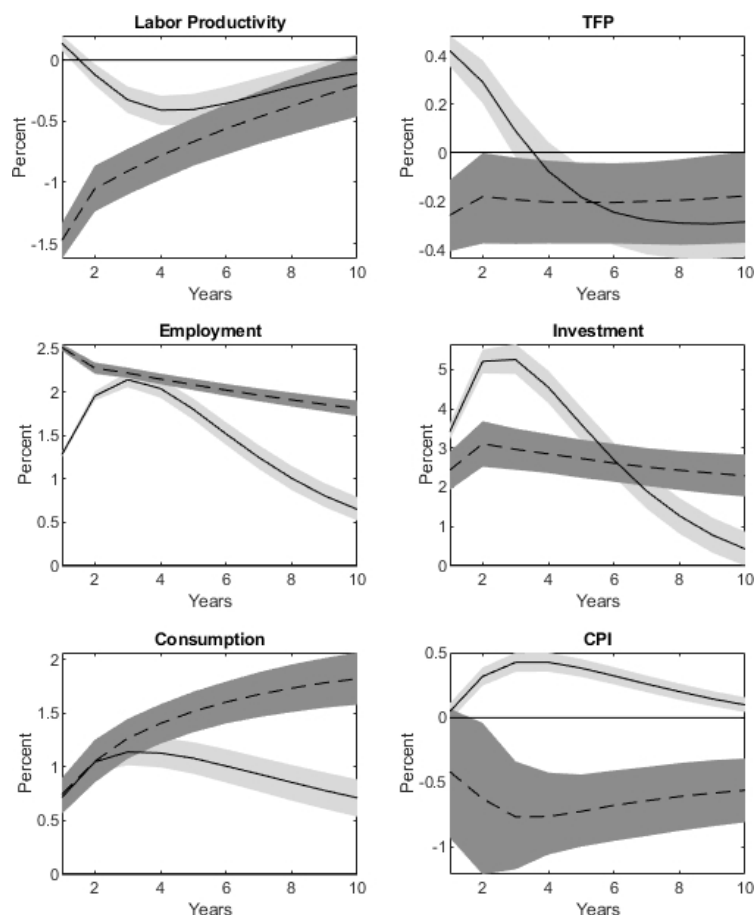 Labor Productivity
0
-0.5
-1
-1.5
Percent
2 4 6 8 10
Years
TFP
0.4
0.2
0
-0.2
-0.4
Percent
2 4 6 8 10
Years
Employment
2.5
2
1.5
1
0.5
0
Percent
2 4 6 8 10
Years
Investment
5
4
3
2
1
0
Percent
2 4 6 8 10
Years
Consumption
2
1.5
1
0.5
0
Percent
2 4 6 8 10
Years
CPI
0.5
0
-0.5
-1
Percent
2 4 6 8 10
Years